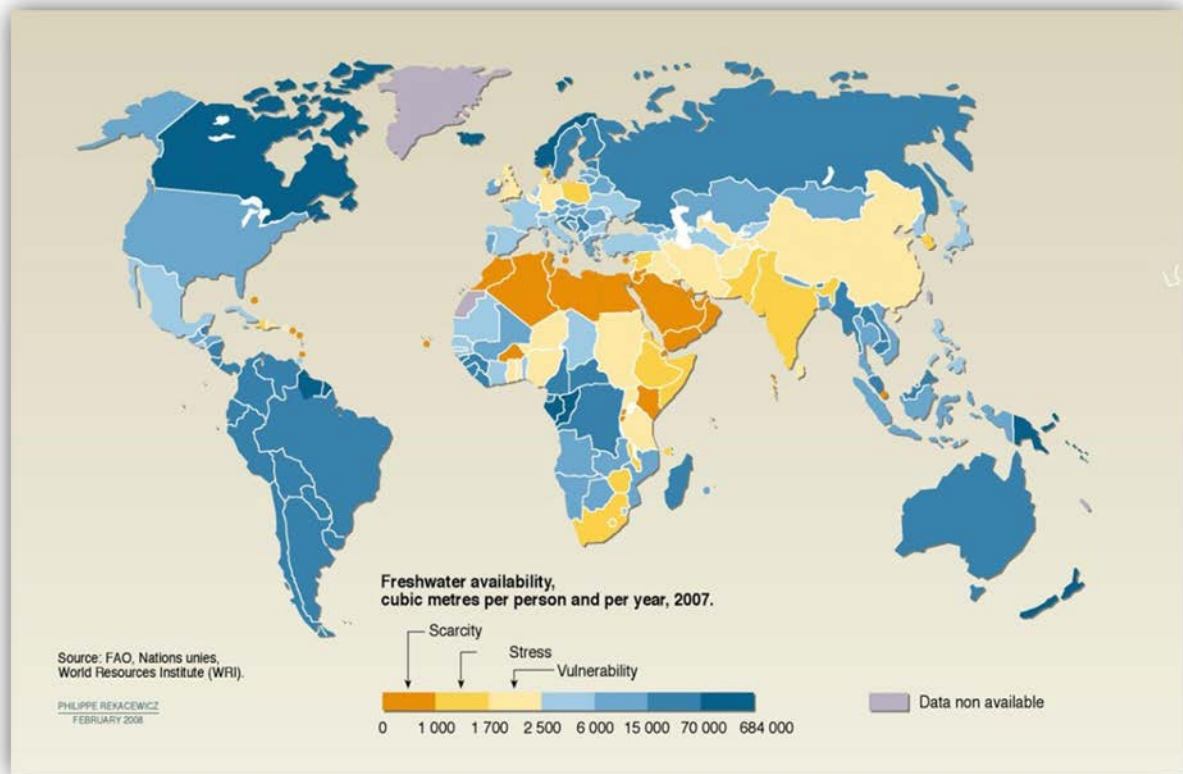 Freshwater availability,
cubic metres per person and per year, 2007.
Scarcity
Stress
Vulnerability
0 1 000 1 700 2 500 6 000 15 000 70 000 684 000
Data non available
Source: FAO, Nations unies,
World Resources Institute (WRI).
PHILIPPE REKACEWICZ
FEBRUARY 2008